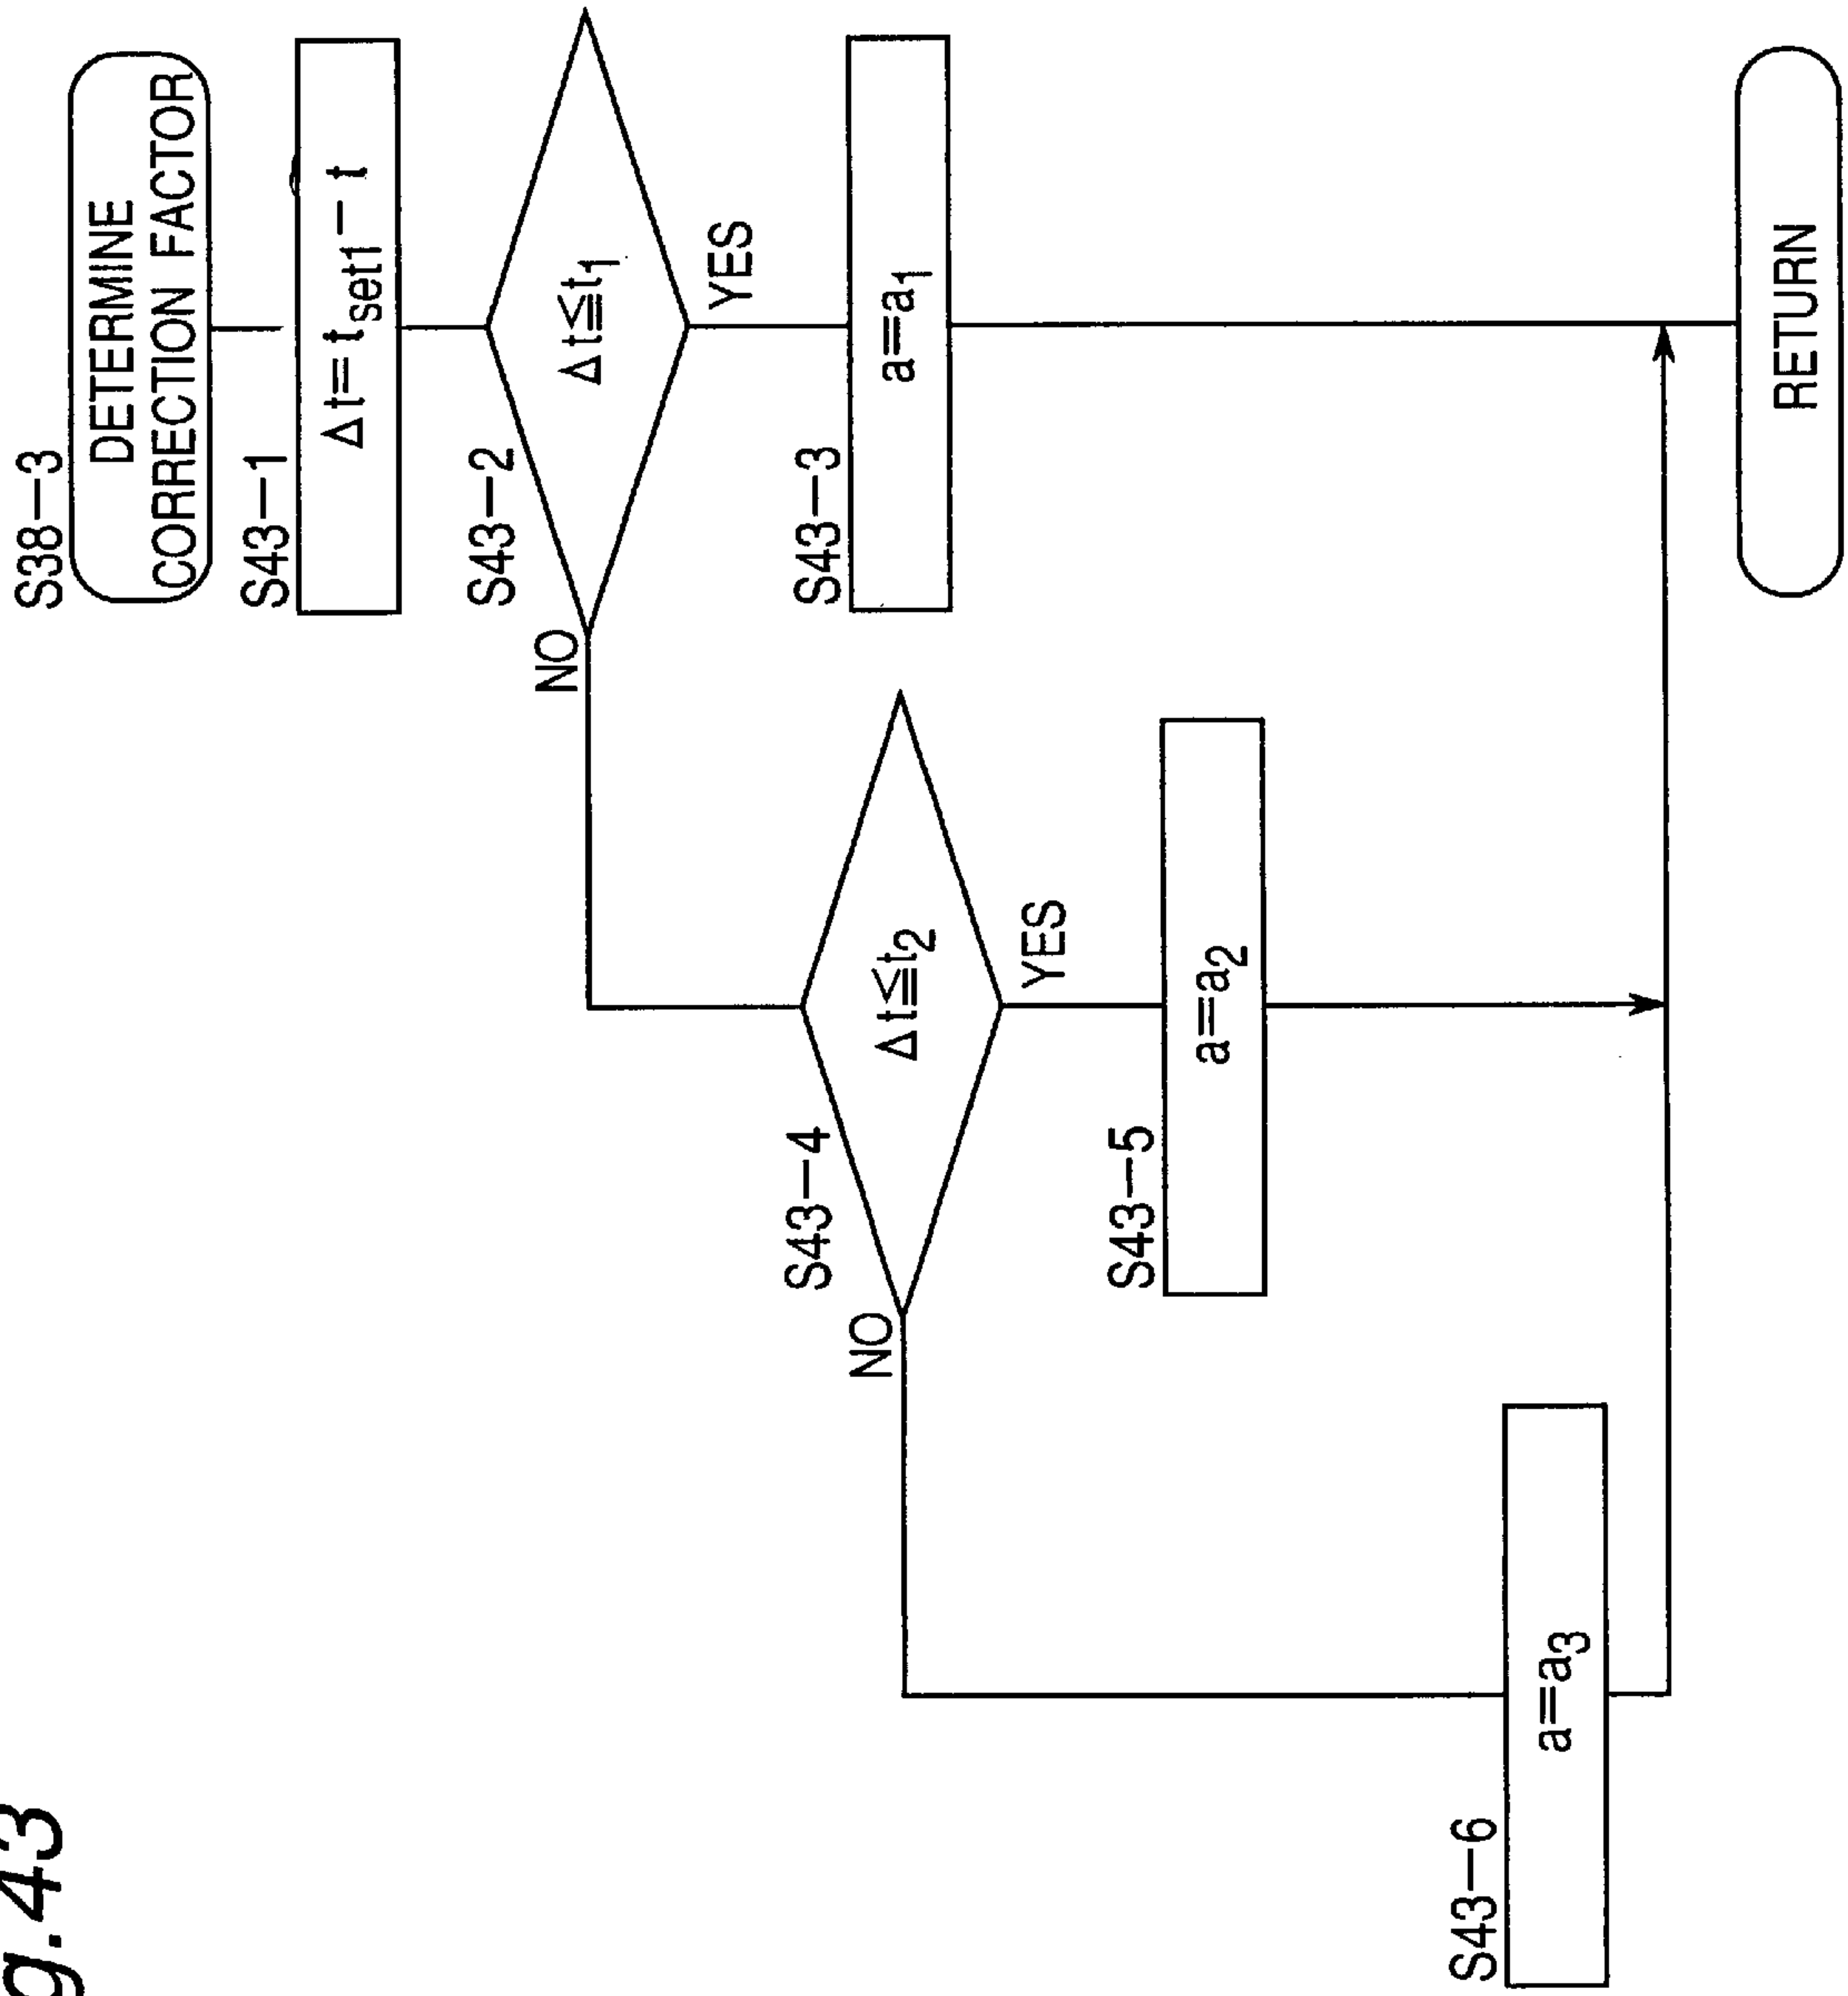 g.43
S38—3
DETERMINE
CORRECTION FACTOR
S43—1
Δt=tset1—t
S43—2
Δt≦t1
NO
YES
S43—3
a=a1
S43—4
Δt≦t2
NO
YES
S43—5
a=a2
S43—6
a=a3
RETURN